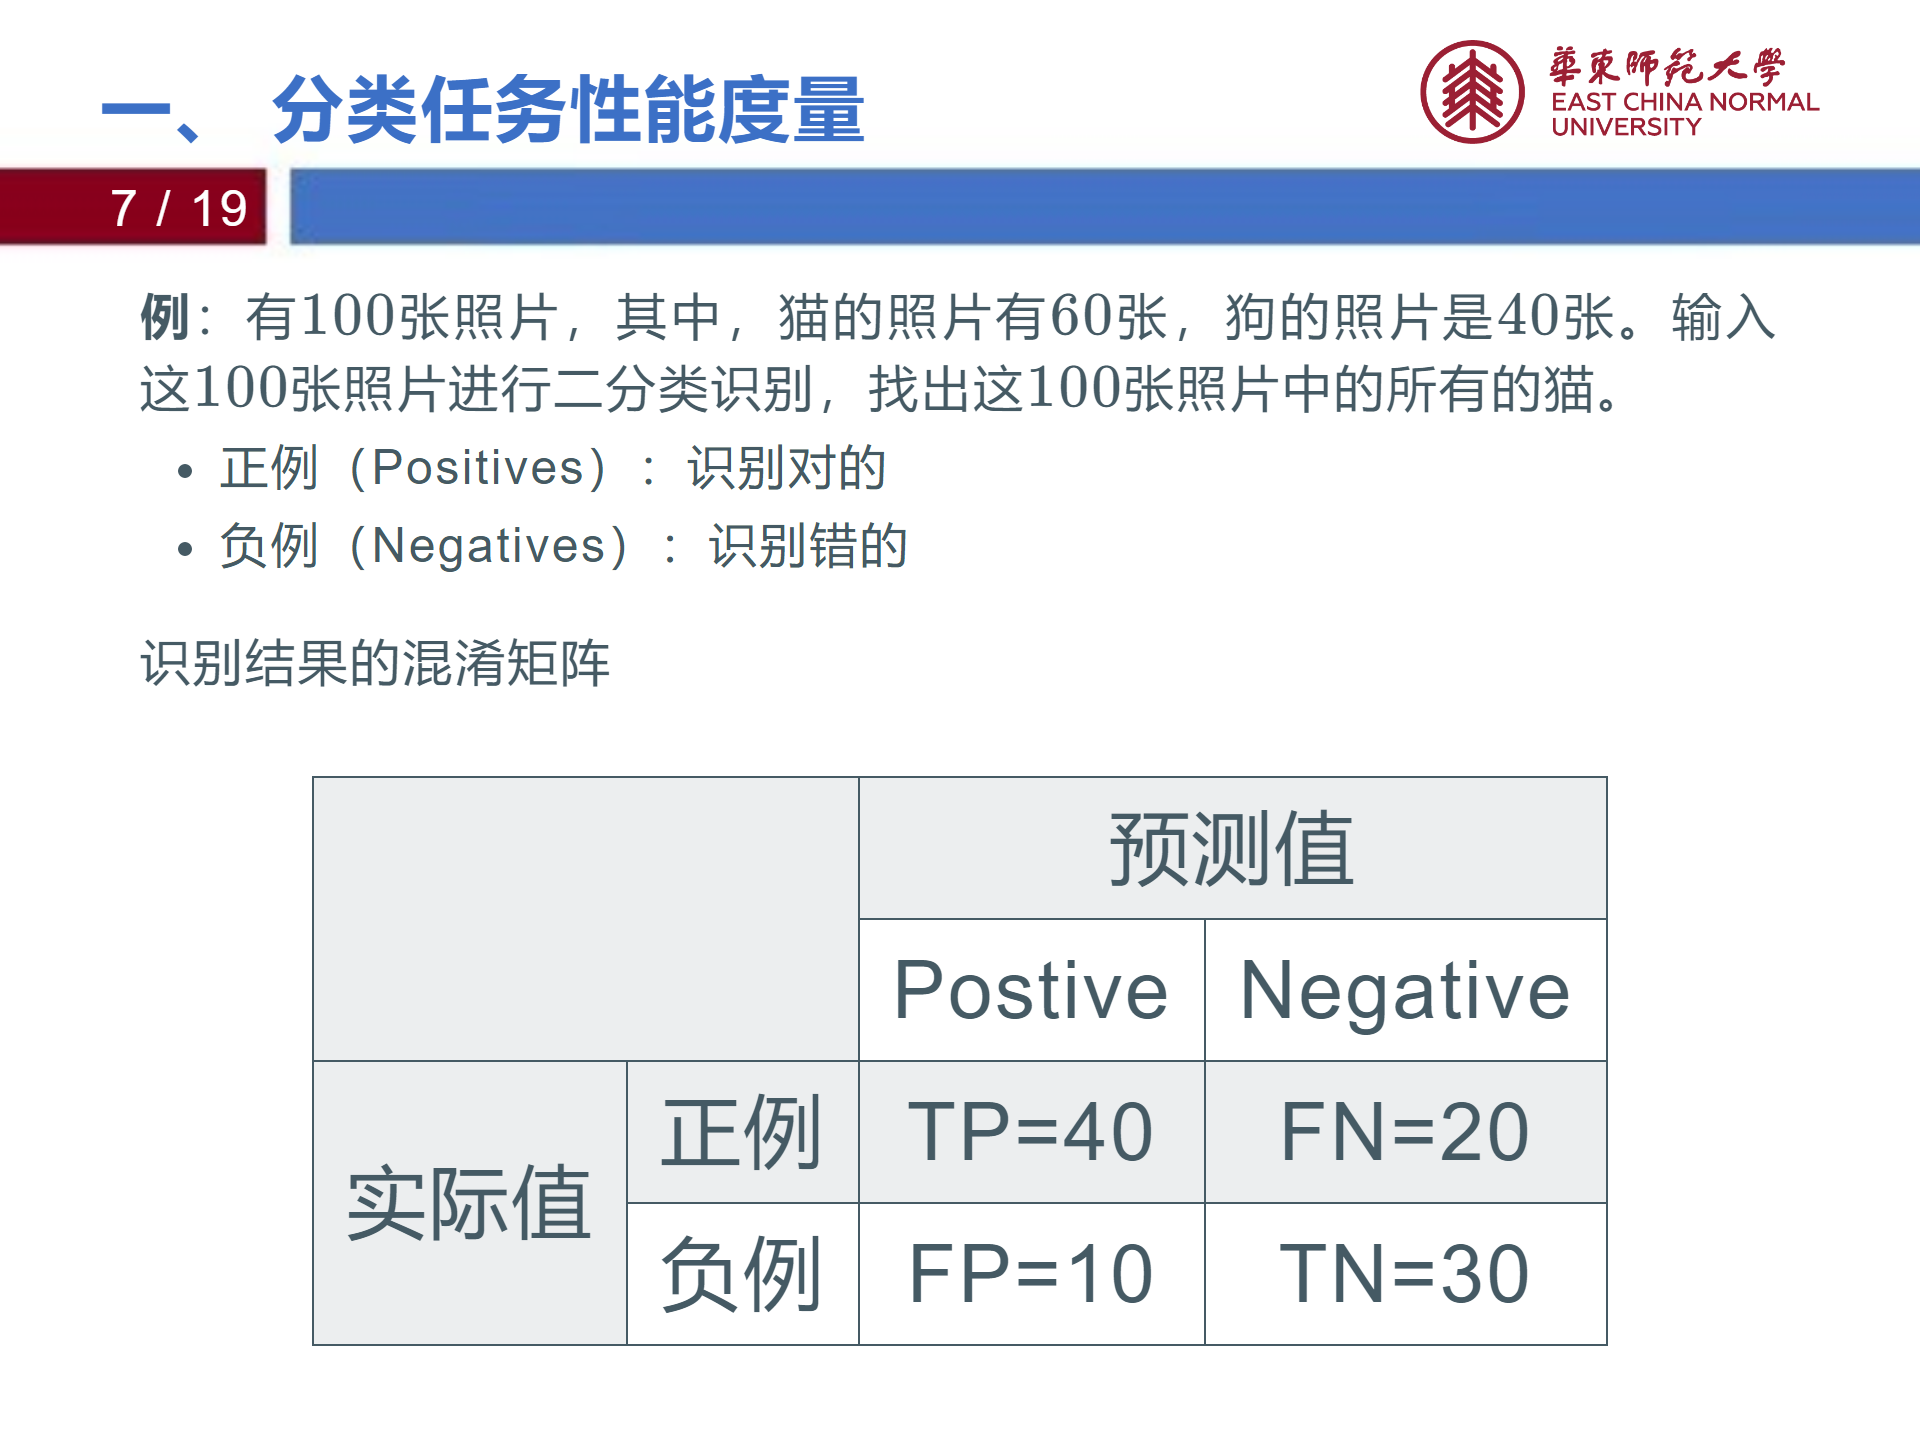 一、 分类任务性能度量
華東師範大學
EAST CHINA NORMAL
UNIVERSITY
7 / 19
例：有100张照片，其中，猫的照片有60张，狗的照片是40张。输入
这100张照片进行二分类识别，找出这100张照片中的所有的猫。
• 正例（Positives）：识别对的
• 负例（Negatives）：识别错的
识别结果的混淆矩阵
预测值
Postive Negative
实际值
正例 TP=40 FN=20
负例 FP=10 TN=30